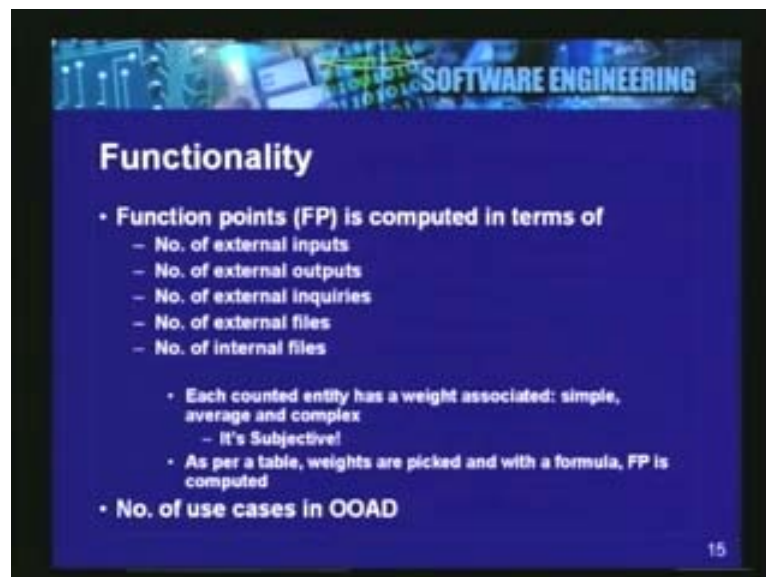 SOFTWARE ENGINEERING
Functionality
• Function points (FP) is computed in terms of
– No. of external inputs
– No. of external outputs
– No. of external inquiries
– No. of external files
– No. of internal files
• Each counted entity has a weight associated: simple,
average and complex
– It's Subjective!
• As per a table, weights are picked and with a formula, FP is
computed
• No. of use cases in OOAD
15